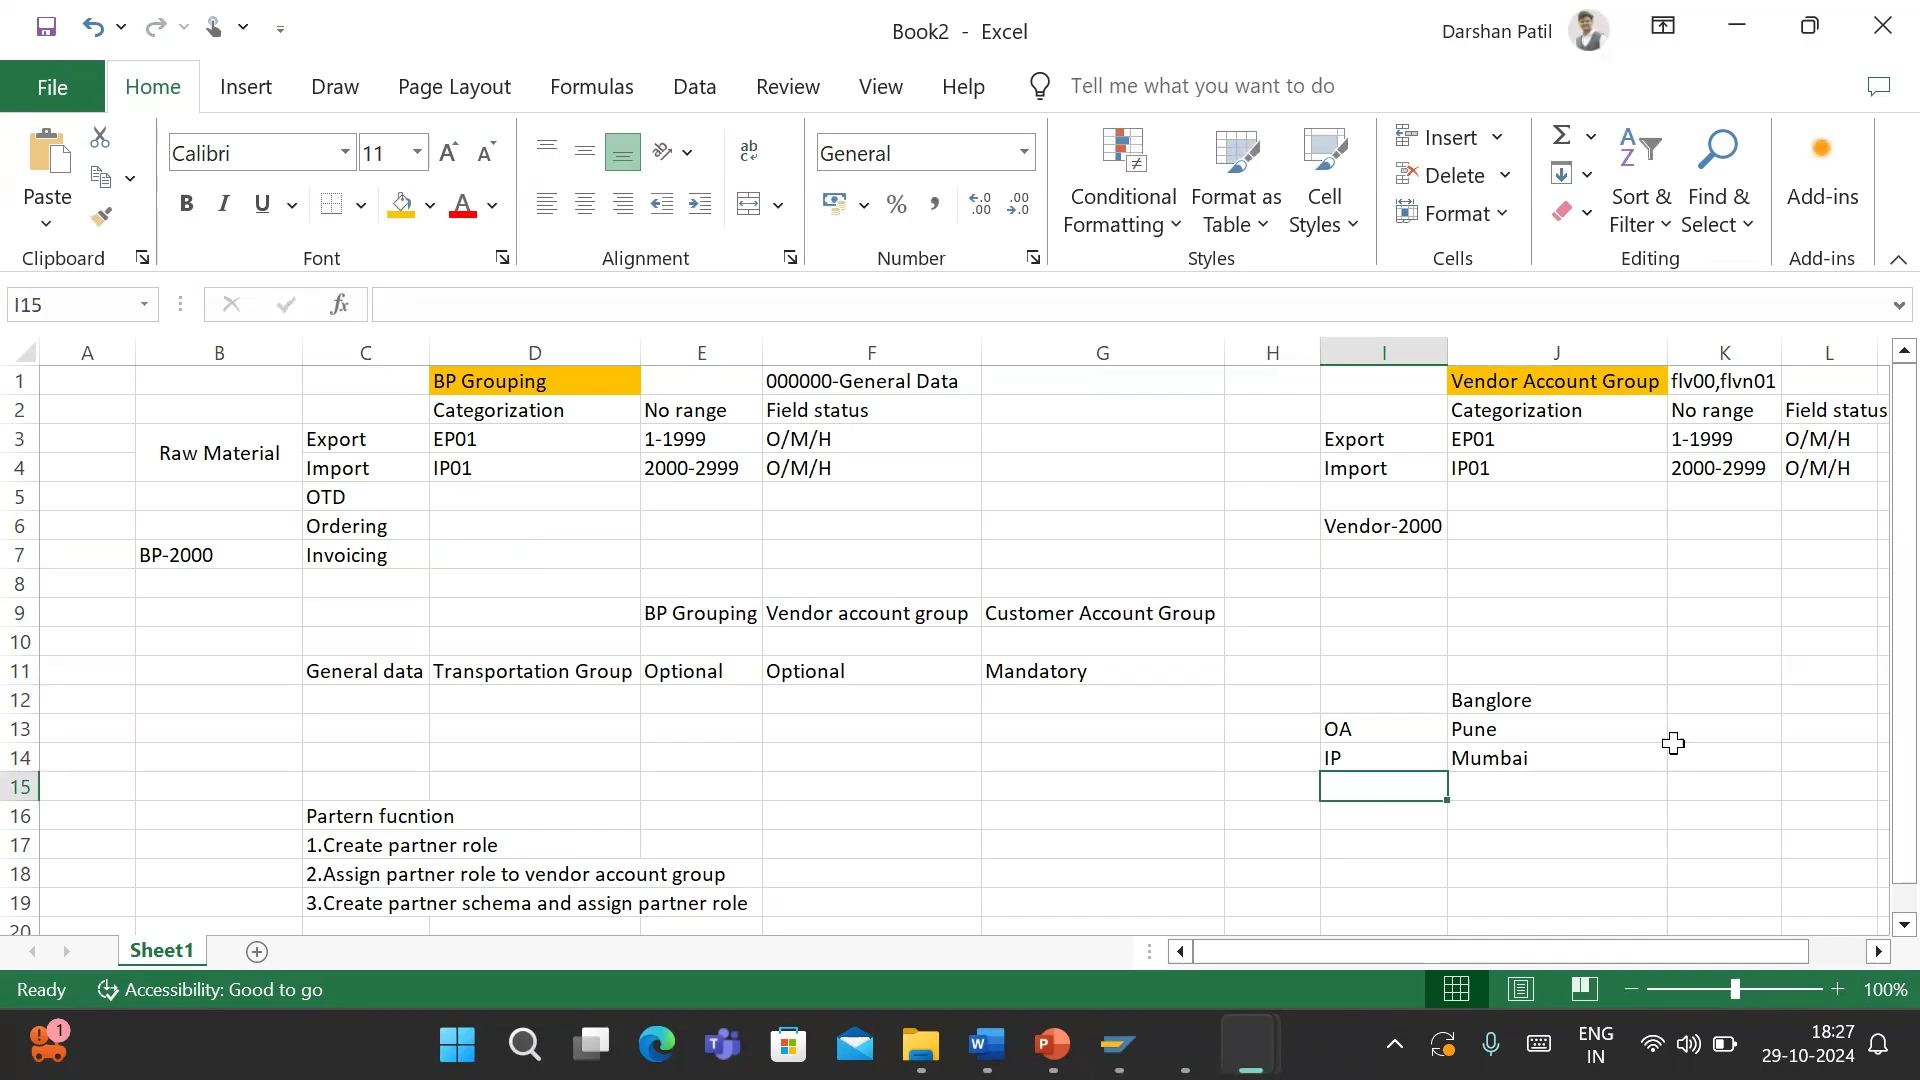 Book2 - Excel
Darshan Patil
File Home Insert Draw Page Layout Formulas Data Review View Help Tell me what you want to do
Paste
Clipboard
Calibri 11
B I U
Font
ab
Alignment
General
% ,
Number
Conditional Formatting
Format as Table
Cell Styles
Styles
Insert
Delete
Format
Cells
Sort & Filter
Find & Select
Editing
Add-ins
Add-ins
I15
fx
A B C D E F G H I J K L
1 BP Grouping 000000-General Data Vendor Account Group flv00,flvn01
2 Categorization No range Field status Categorization No range Field status
3 Export EP01 1-1999 O/M/H Export EP01 1-1999 O/M/H
Raw Material
4 Import IP01 2000-2999 O/M/H Import IP01 2000-2999 O/M/H
5 OTD
6 Ordering Vendor-2000
7 BP-2000 Invoicing
8
9 BP Grouping Vendor account group Customer Account Group
10
11 General data Transportation Group Optional Optional Mandatory
12 Banglore
13 OA Pune
14 IP Mumbai
15
16 Partern fucntion
17 1.Create partner role
18 2.Assign partner role to vendor account group
19 3.Create partner schema and assign partner role
20
Sheet1
Ready Accessibility: Good to go 100%
1
ENG IN
18:27
29-10-2024